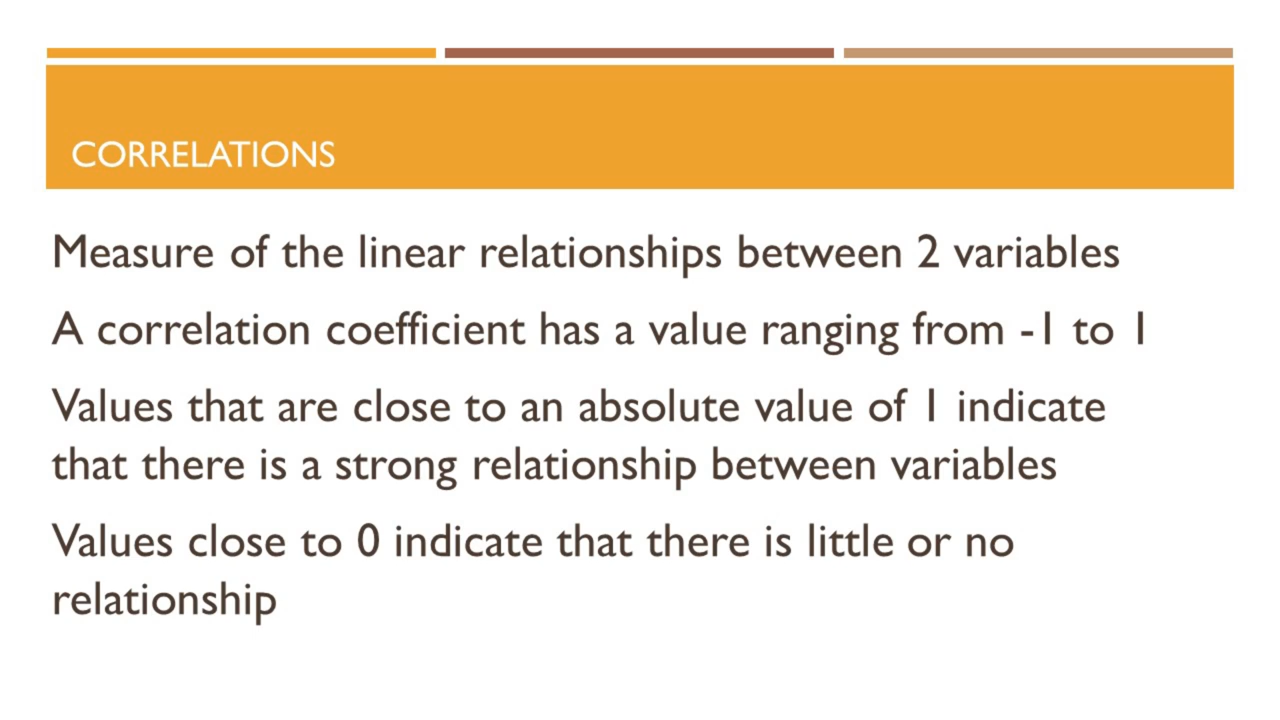 CORRELATIONS
Measure of the linear relationships between 2 variables
A correlation coefficient has a value ranging from -1 to 1
Values that are close to an absolute value of 1 indicate
that there is a strong relationship between variables
Values close to 0 indicate that there is little or no
relationship